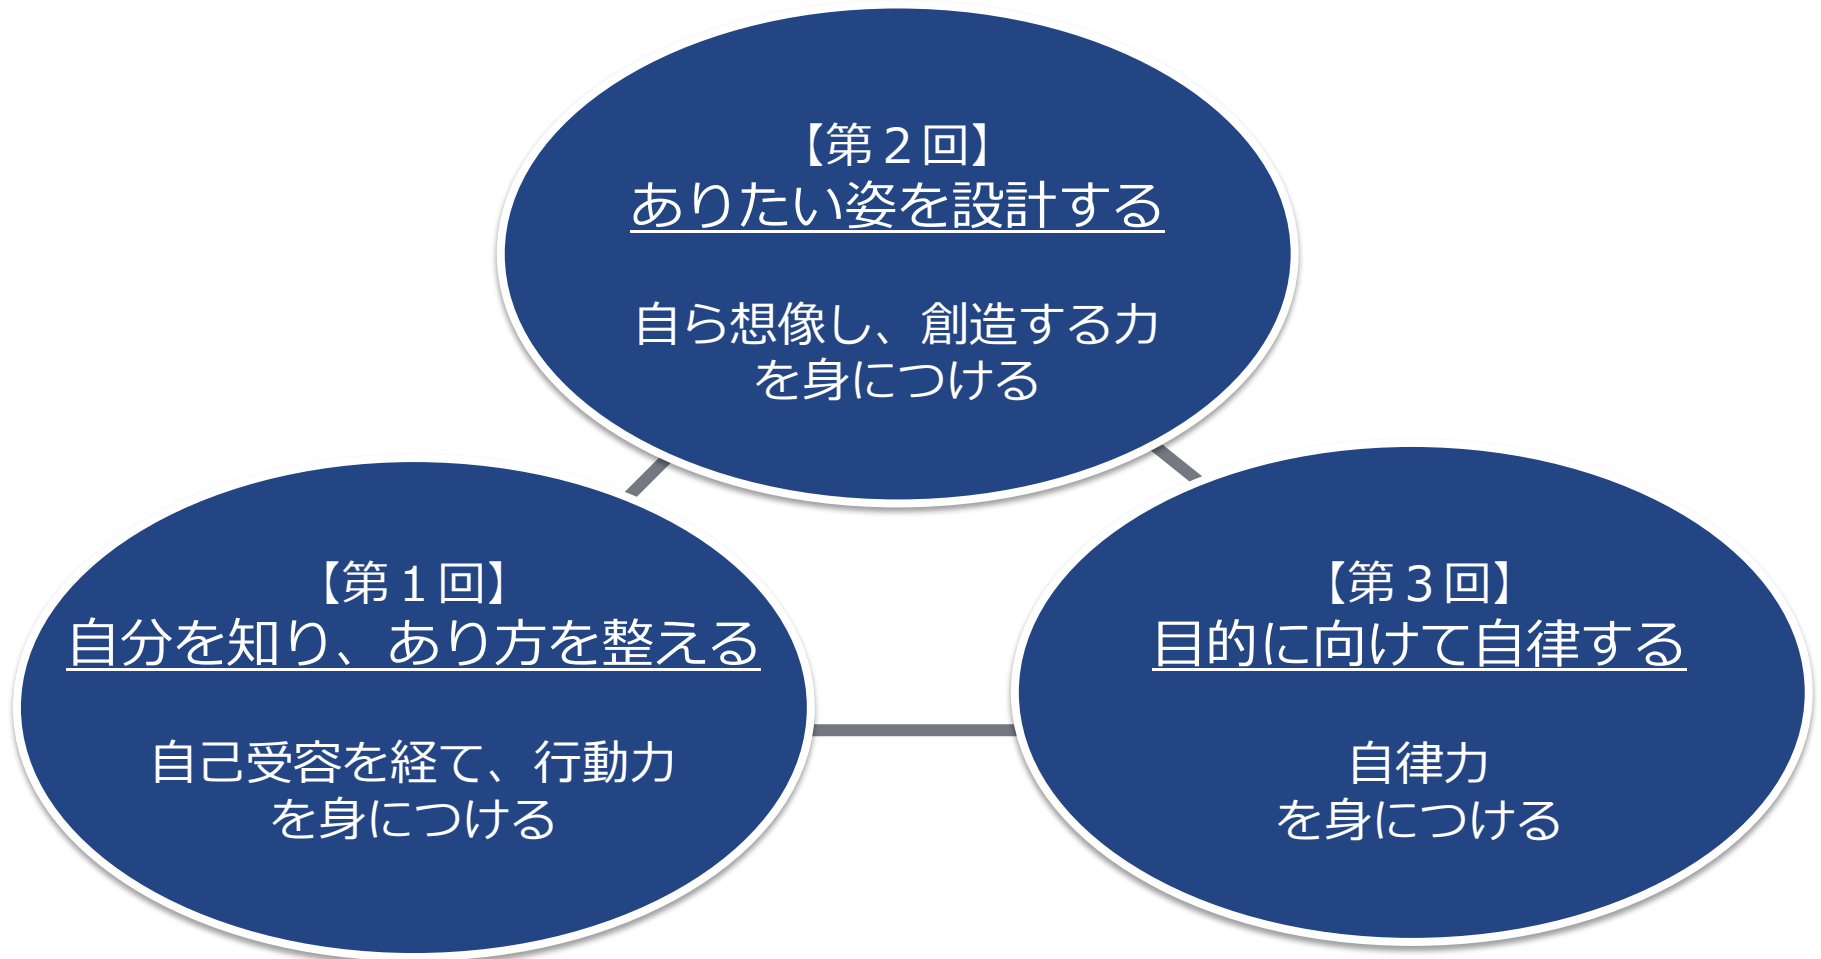 【第２回】
ありたい姿を設計する
自ら想像し、創造する力
を身につける
【第１回】
自分を知り、あり方を整える
自己受容を経て、行動力
を身につける
【第３回】
目的に向けて自律する
自律力
を身につける